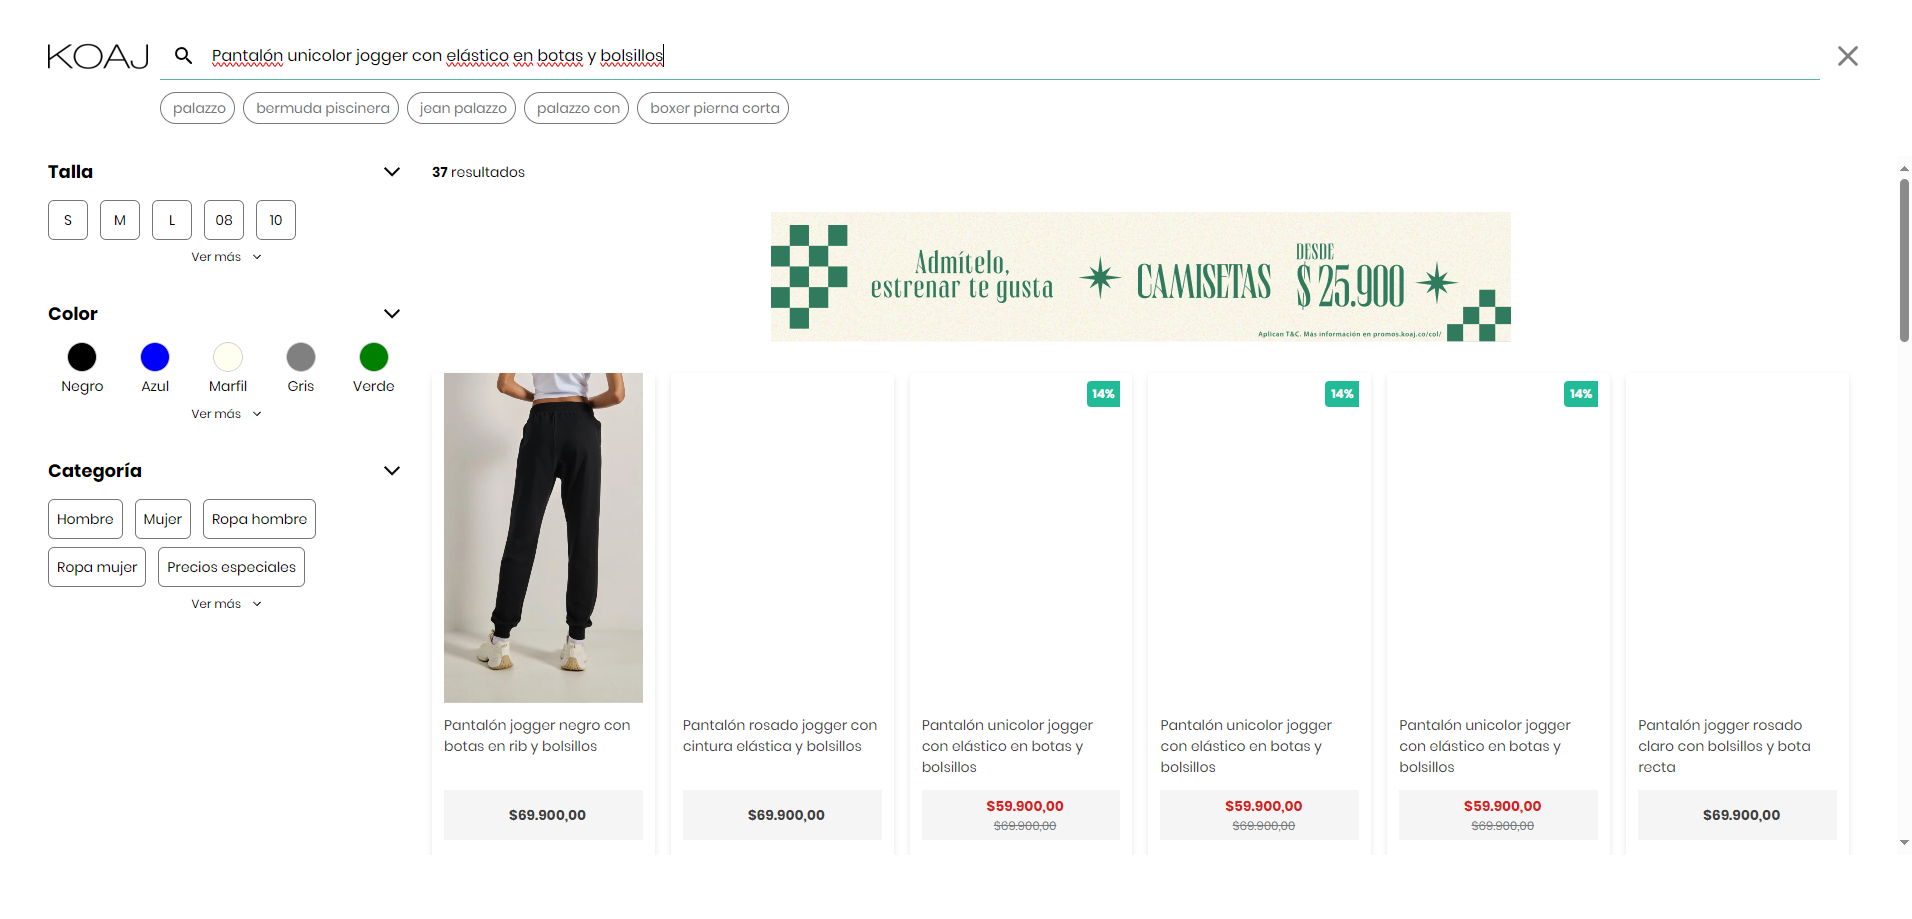 KOAJ
Pantalón unicolor jogger con elástico en botas y bolsillos
palazzo
bermuda piscinera
jean palazzo
palazzo con
boxer pierna corta
Talla
S
M
L
08
10
Ver más
Color
Negro
Azul
Marfil
Gris
Verde
Ver más
Categoría
Hombre
Mujer
Ropa hombre
Ropa mujer
Precios especiales
Ver más
37 resultados
Admítelo,
estrenar te gusta
CAMISETAS
DESDE
$ 25.900
Aplican T&C. Más información en promos.koaj.co/col/
Pantalón jogger negro con
botas en rib y bolsillos
$69.900,00
Pantalón rosado jogger con
cintura elástica y bolsillos
$69.900,00
14%
Pantalón unicolor jogger
con elástico en botas y
bolsillos
$59.900,00
$69.900,00
14%
Pantalón unicolor jogger
con elástico en botas y
bolsillos
$59.900,00
$69.900,00
14%
Pantalón unicolor jogger
con elástico en botas y
bolsillos
$59.900,00
$69.900,00
Pantalón jogger rosado
claro con bolsillos y bota
recta
$69.900,00